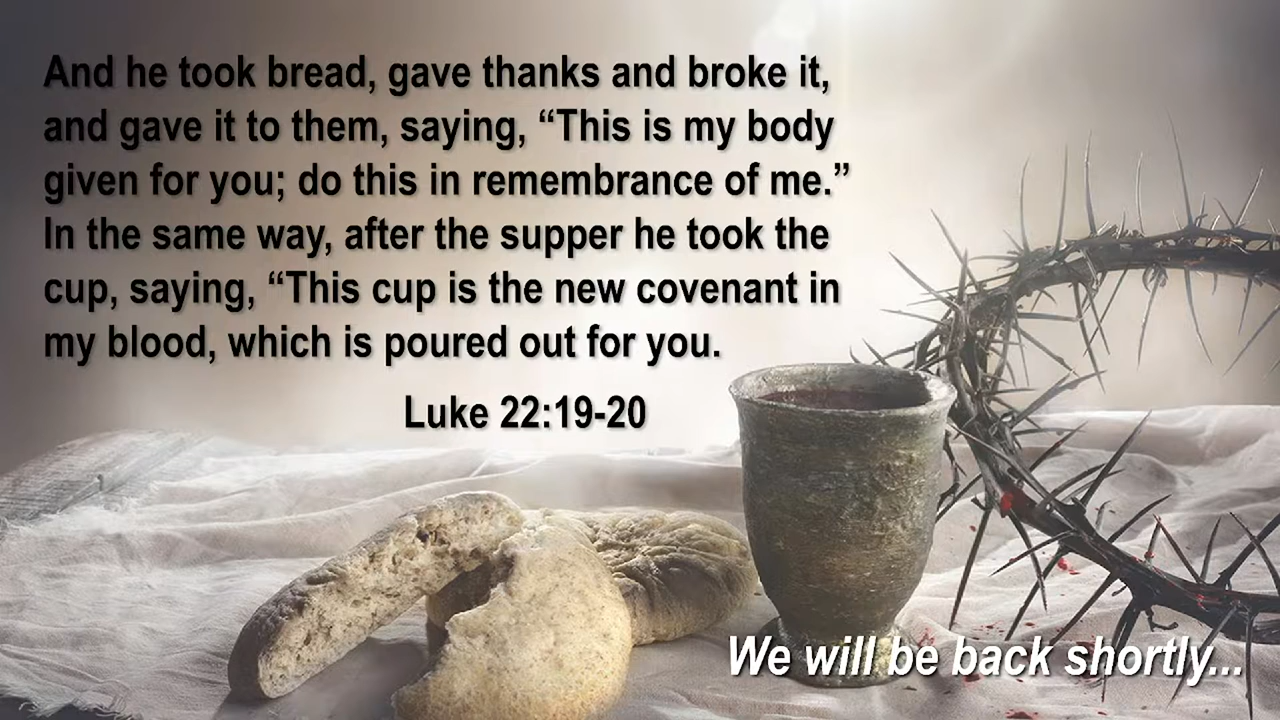 And he took bread, gave thanks and broke it,
and gave it to them, saying, “This is my body
given for you; do this in remembrance of me.”
In the same way, after the supper he took the
cup, saying, “This cup is the new covenant in
my blood, which is poured out for you.
Luke 22:19-20
We will be back shortly...